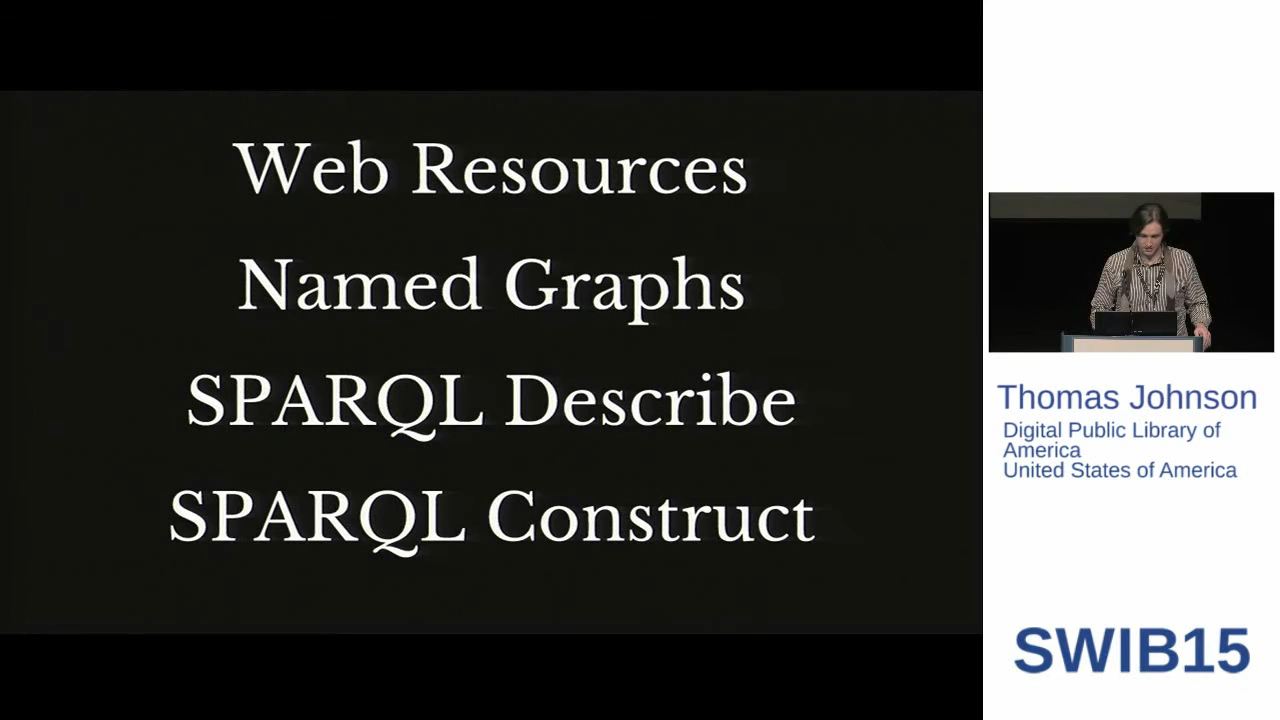 Web Resources
Named Graphs
SPARQL Describe
SPARQL Construct
Thomas Johnson
Digital Public Library of
America
United States of America
SWIB15